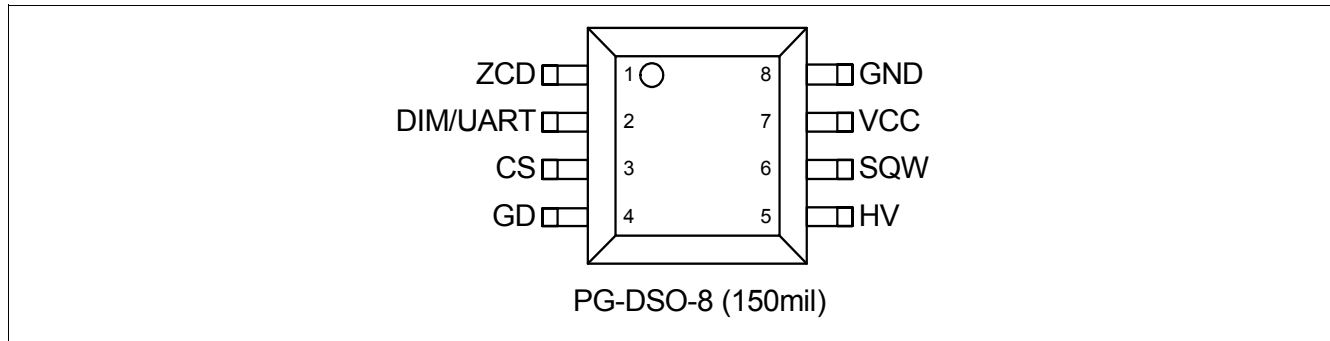 ZCD 1 8 GND
DIM/UART 2 7 VCC
CS 3 6 SQW
GD 4 5 HV
PG-DSO-8 (150mil)